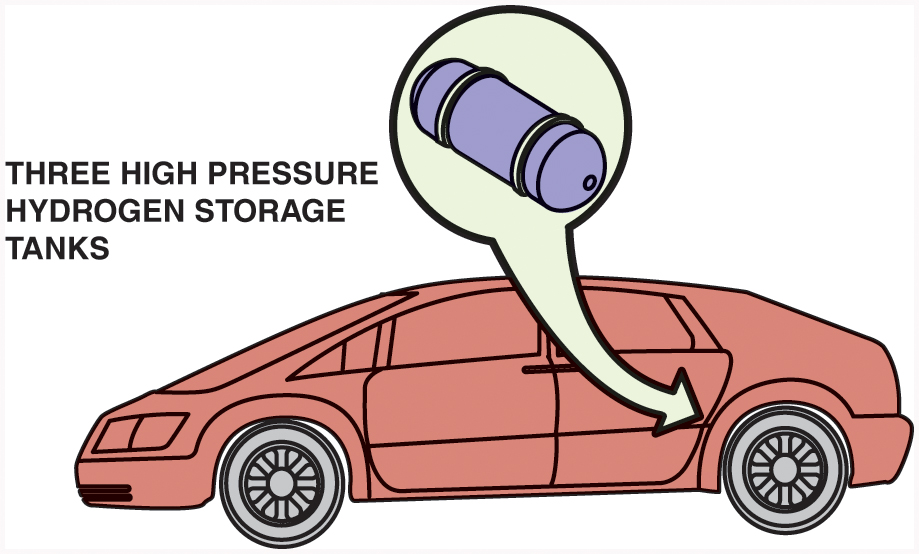 THREE HIGH PRESSURE
HYDROGEN STORAGE
TANKS